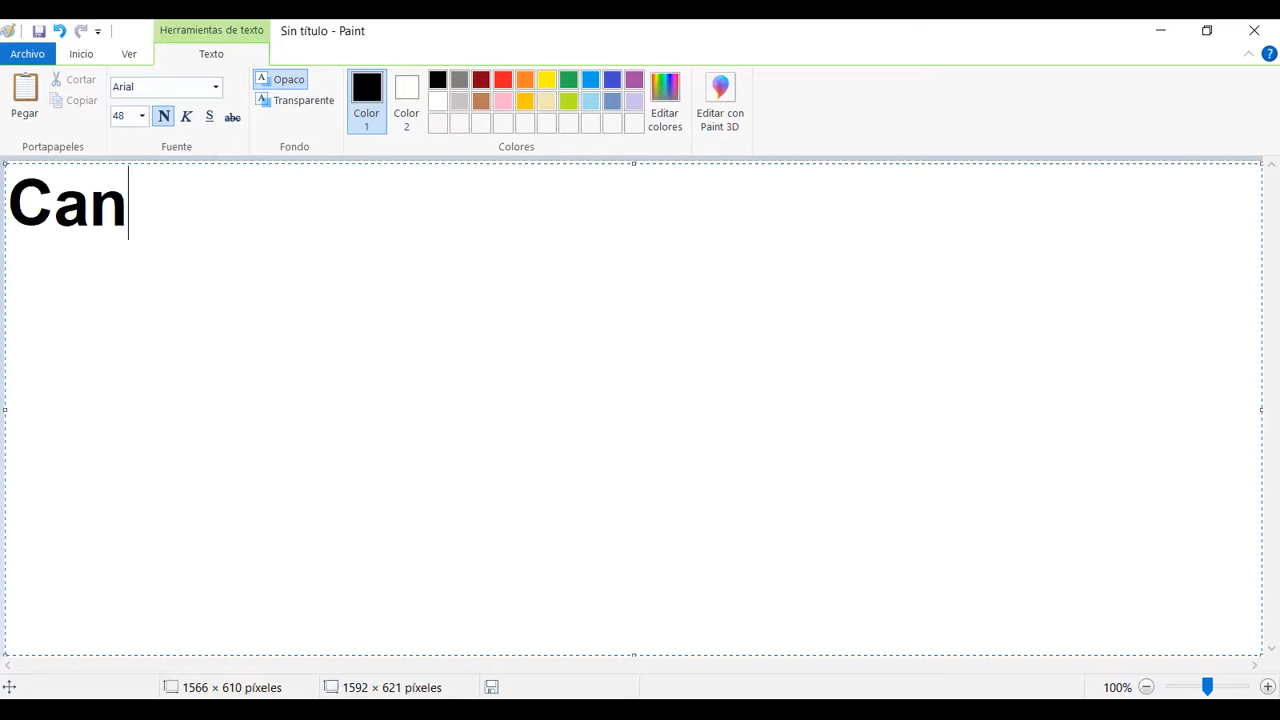 Herramientas de texto Sin título - Paint
Archivo Inicio Ver Texto
Pegar
Cortar
Copiar
Portapapeles
Arial
48 N K S abc
Fuente
Opaco
Transparente
Fondo
Color 1
Color 2
Editar colores
Colores
Editar con Paint 3D
Can
1566 × 610 píxeles 1592 × 621 píxeles 100%